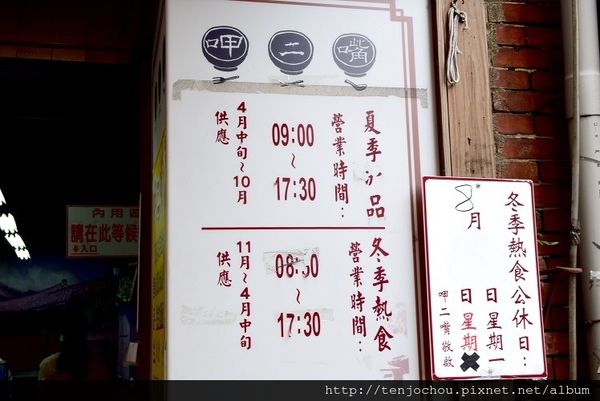 呷二嘴
夏季冰品
營業時間：
09:00
～
17:30
4月中旬～10月
供應
冬季熱食
營業時間：
08:30
～
17:30
11月～4月中旬
供應
冬季熱食公休日：
8月
日星期一
日星期
呷二嘴敬啟
內用區
請在此等候
入口
http://tenjochou.pixnet.net/album